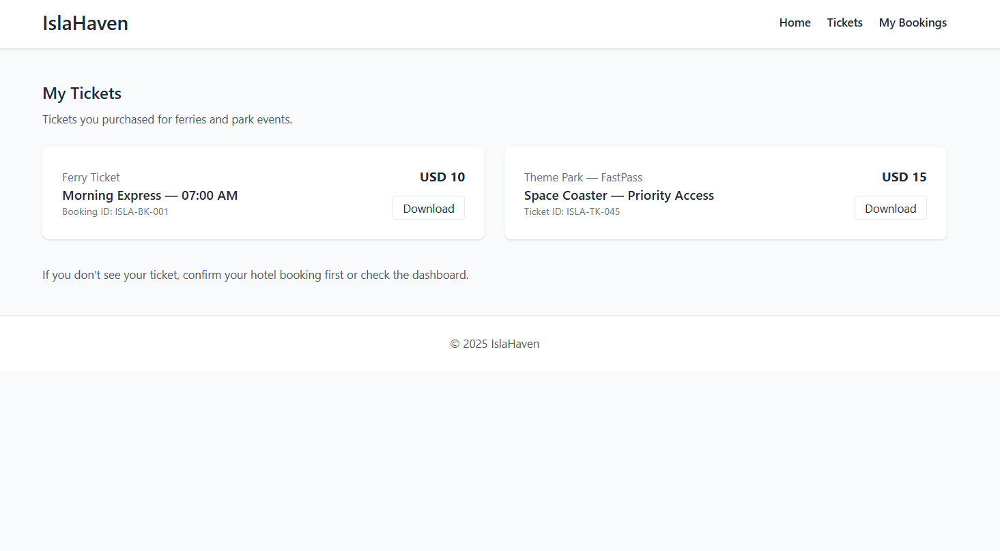 IslaHaven
Home Tickets My Bookings
My Tickets
Tickets you purchased for ferries and park events.
Ferry Ticket
USD 10
Morning Express — 07:00 AM
Booking ID: ISLA-BK-001
Download
Theme Park — FastPass
USD 15
Space Coaster — Priority Access
Ticket ID: ISLA-TK-045
Download
If you don't see your ticket, confirm your hotel booking first or check the dashboard.
© 2025 IslaHaven